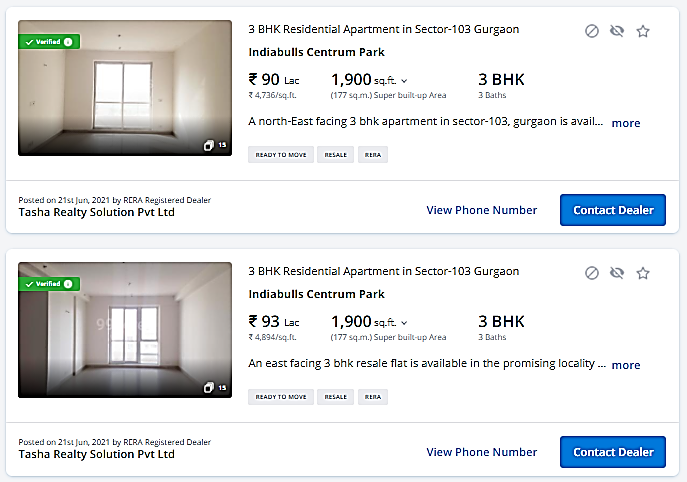 3 BHK Residential Apartment in Sector-103 Gurgaon
Verified
Indiabulls Centrum Park
₹ 90 Lac 1,900 sq.ft. 3 BHK
₹ 4,736/sq.ft. (177 sq.m.) Super built-up Area 3 Baths
A north-East facing 3 bhk apartment in sector-103, gurgaon is avail... more
15
READY TO MOVE RESALE RERA
Posted on 21st Jun, 2021 by RERA Registered Dealer
Tasha Realty Solution Pvt Ltd
View Phone Number
Contact Dealer
3 BHK Residential Apartment in Sector-103 Gurgaon
Verified
Indiabulls Centrum Park
₹ 93 Lac 1,900 sq.ft. 3 BHK
₹ 4,894/sq.ft. (177 sq.m.) Super built-up Area 3 Baths
An east facing 3 bhk resale flat is available in the promising locality ... more
15
READY TO MOVE RESALE RERA
Posted on 21st Jun, 2021 by RERA Registered Dealer
Tasha Realty Solution Pvt Ltd
View Phone Number
Contact Dealer